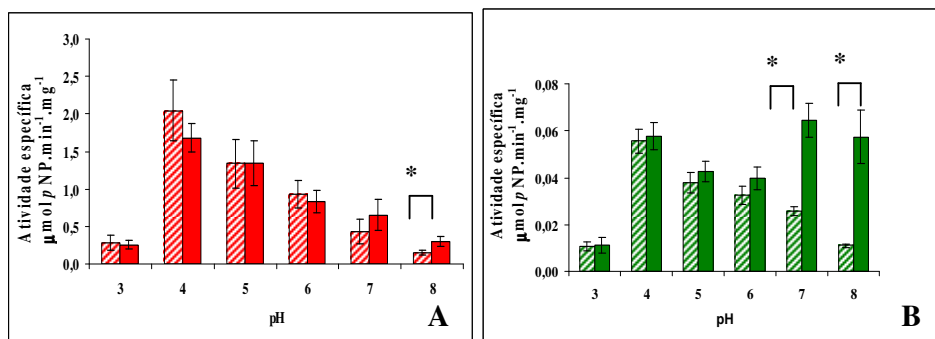 Atividade específica
μmol pNP.min⁻¹.mg⁻¹
3,0
2,5
2,0
1,5
1,0
0,5
0,0
*
3 4 5 6 7 8
pH
A
Atividade específica
μmol pNP.min⁻¹.mg⁻¹
0,08
0,06
0,04
0,02
0,00
* *
3 4 5 6 7 8
pH
B